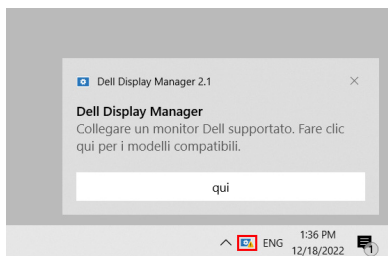 Dell Display Manager 2.1
Dell Display Manager
Collegare un monitor Dell supportato. Fare clic
qui per i modelli compatibili.
qui
ENG
1:36 PM
12/18/2022
1